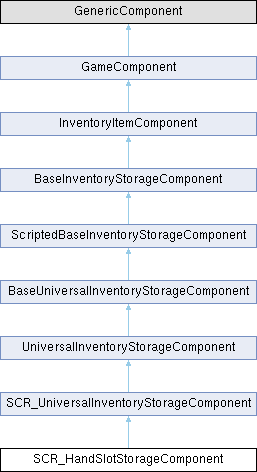 GenericComponent
GameComponent
InventoryItemComponent
BaseInventoryStorageComponent
ScriptedBaseInventoryStorageComponent
BaseUniversalInventoryStorageComponent
UniversalInventoryStorageComponent
SCR_UniversalInventoryStorageComponent
SCR_HandSlotStorageComponent